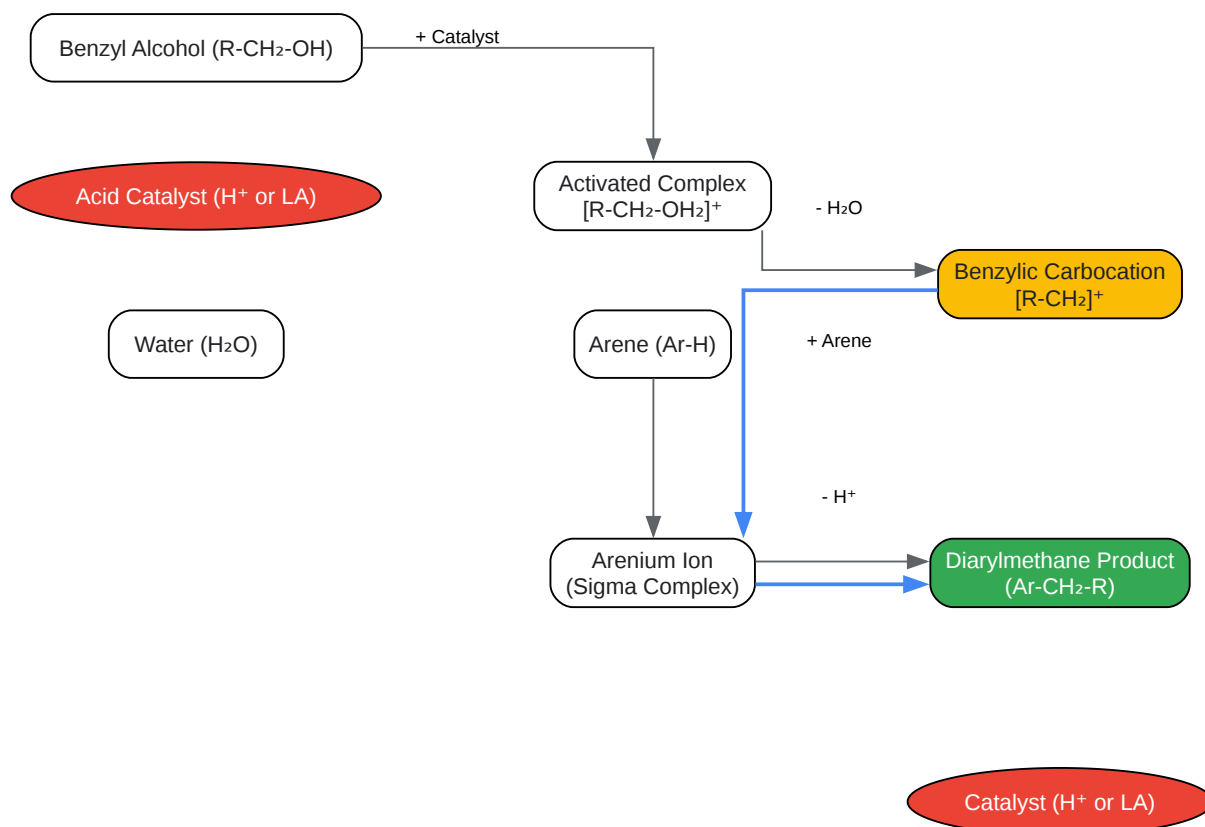 Benzyl Alcohol (R-CH₂-OH)
+ Catalyst
Acid Catalyst (H⁺ or LA)
Activated Complex
[R-CH₂-OH₂]⁺
- H₂O
Benzylic Carbocation
[R-CH₂]⁺
Water (H₂O)
Arene (Ar-H)
+ Arene
- H⁺
Arenium Ion
(Sigma Complex)
Diarylmethane Product
(Ar-CH₂-R)
Catalyst (H⁺ or LA)